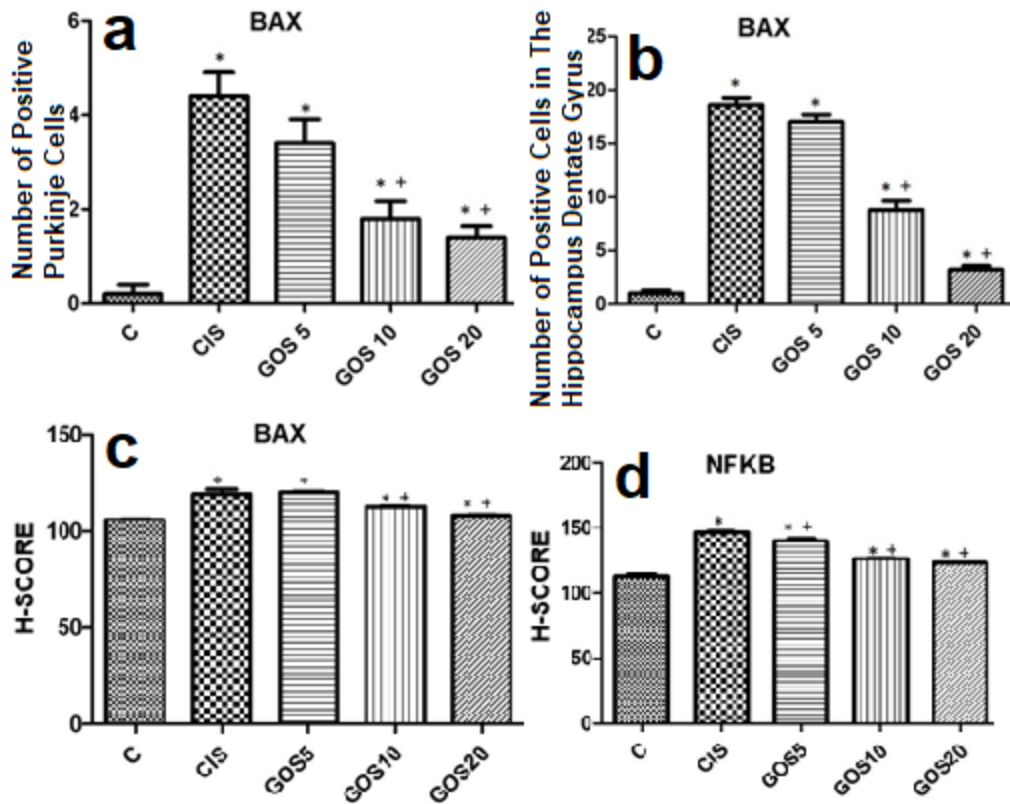 a
BAX
Number of Positive
Purkinje Cells
6
4
2
0
*
*
* +
* +
C
CIS
GOS 5
GOS 10
GOS 20
b
BAX
Number of Positive Cells in The
Hippocampus Dentate Gyrus
25
20
15
10
5
0
*
*
* +
* +
C
CIS
GOS 5
GOS 10
GOS 20
c
BAX
H-SCORE
150
100
50
0
* +
* +
C
CIS
GOS5
GOS10
GOS20
d
NFKB
H-SCORE
200
150
100
50
0
*
* +
* +
* +
C
CIS
GOS5
GOS10
GOS20